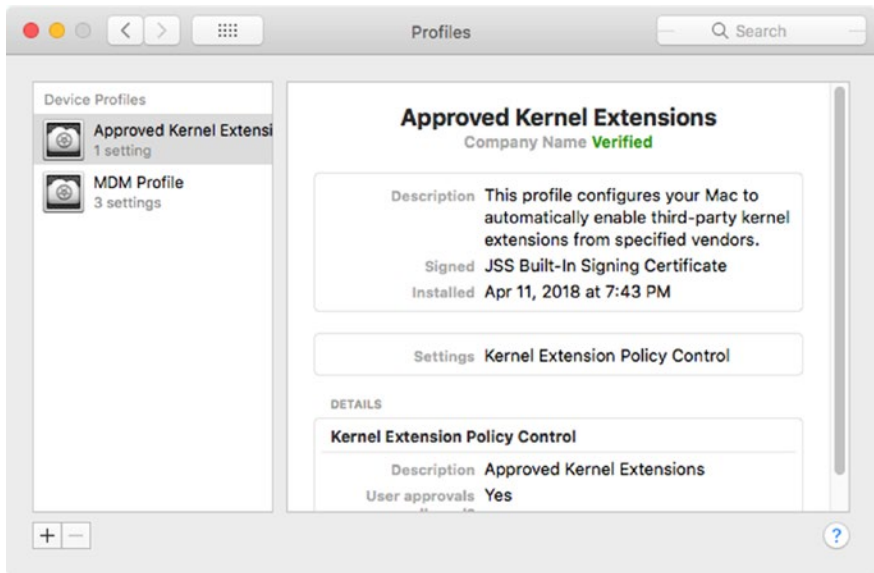 Profiles
Search
Device Profiles
Approved Kernel Extensi
1 setting
MDM Profile
3 settings
Approved Kernel Extensions
Company Name Verified
Description This profile configures your Mac to
automatically enable third-party kernel
extensions from specified vendors.
Signed JSS Built-In Signing Certificate
Installed Apr 11, 2018 at 7:43 PM
Settings Kernel Extension Policy Control
DETAILS
Kernel Extension Policy Control
Description Approved Kernel Extensions
User approvals Yes